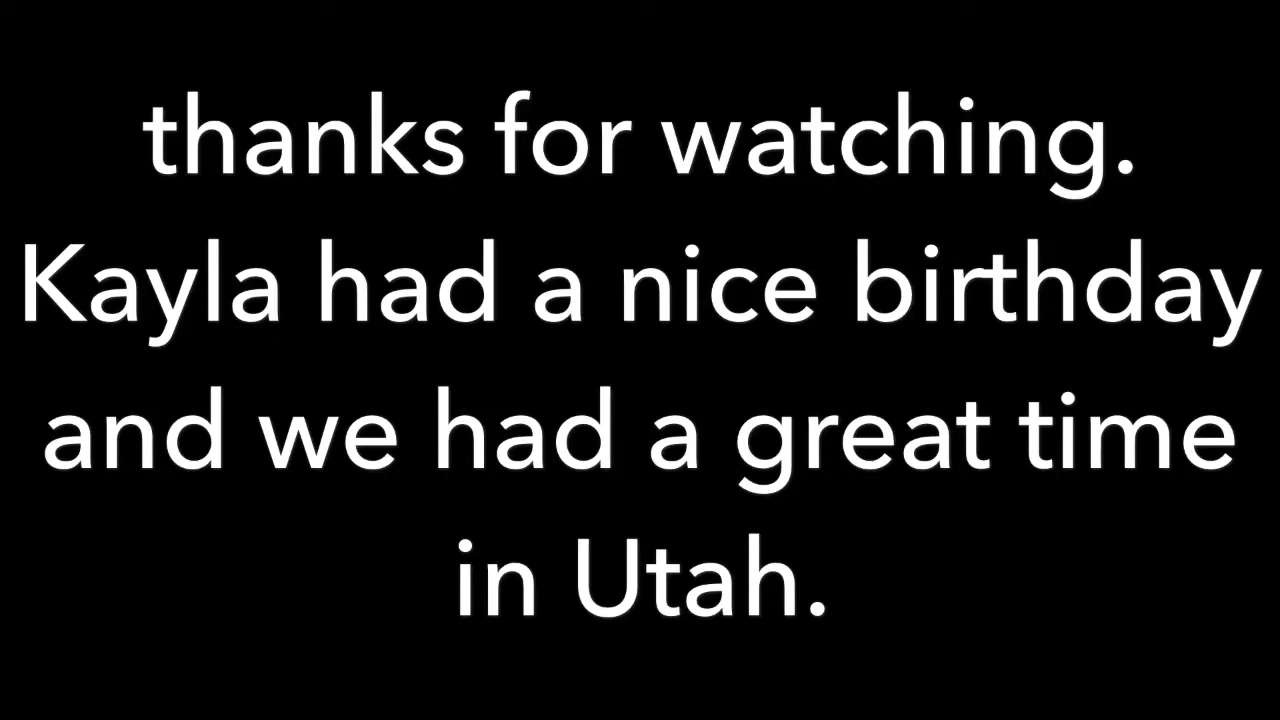 thanks for watching.
Kayla had a nice birthday
and we had a great time
in Utah.